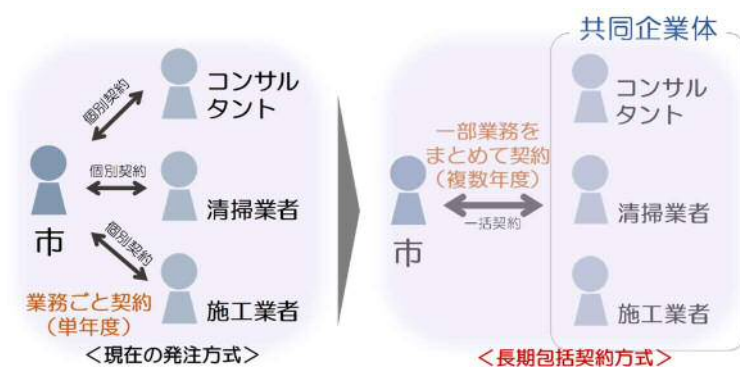 個別契約
コンサル
タント
個別契約
清掃業者
市
個別契約
施工業者
業務ごと契約
（単年度）
＜現在の発注方式＞
共同企業体
コンサル
タント
一部業務を
まとめて契約
（複数年度）
一括契約
清掃業者
市
施工業者
＜長期包括契約方式＞